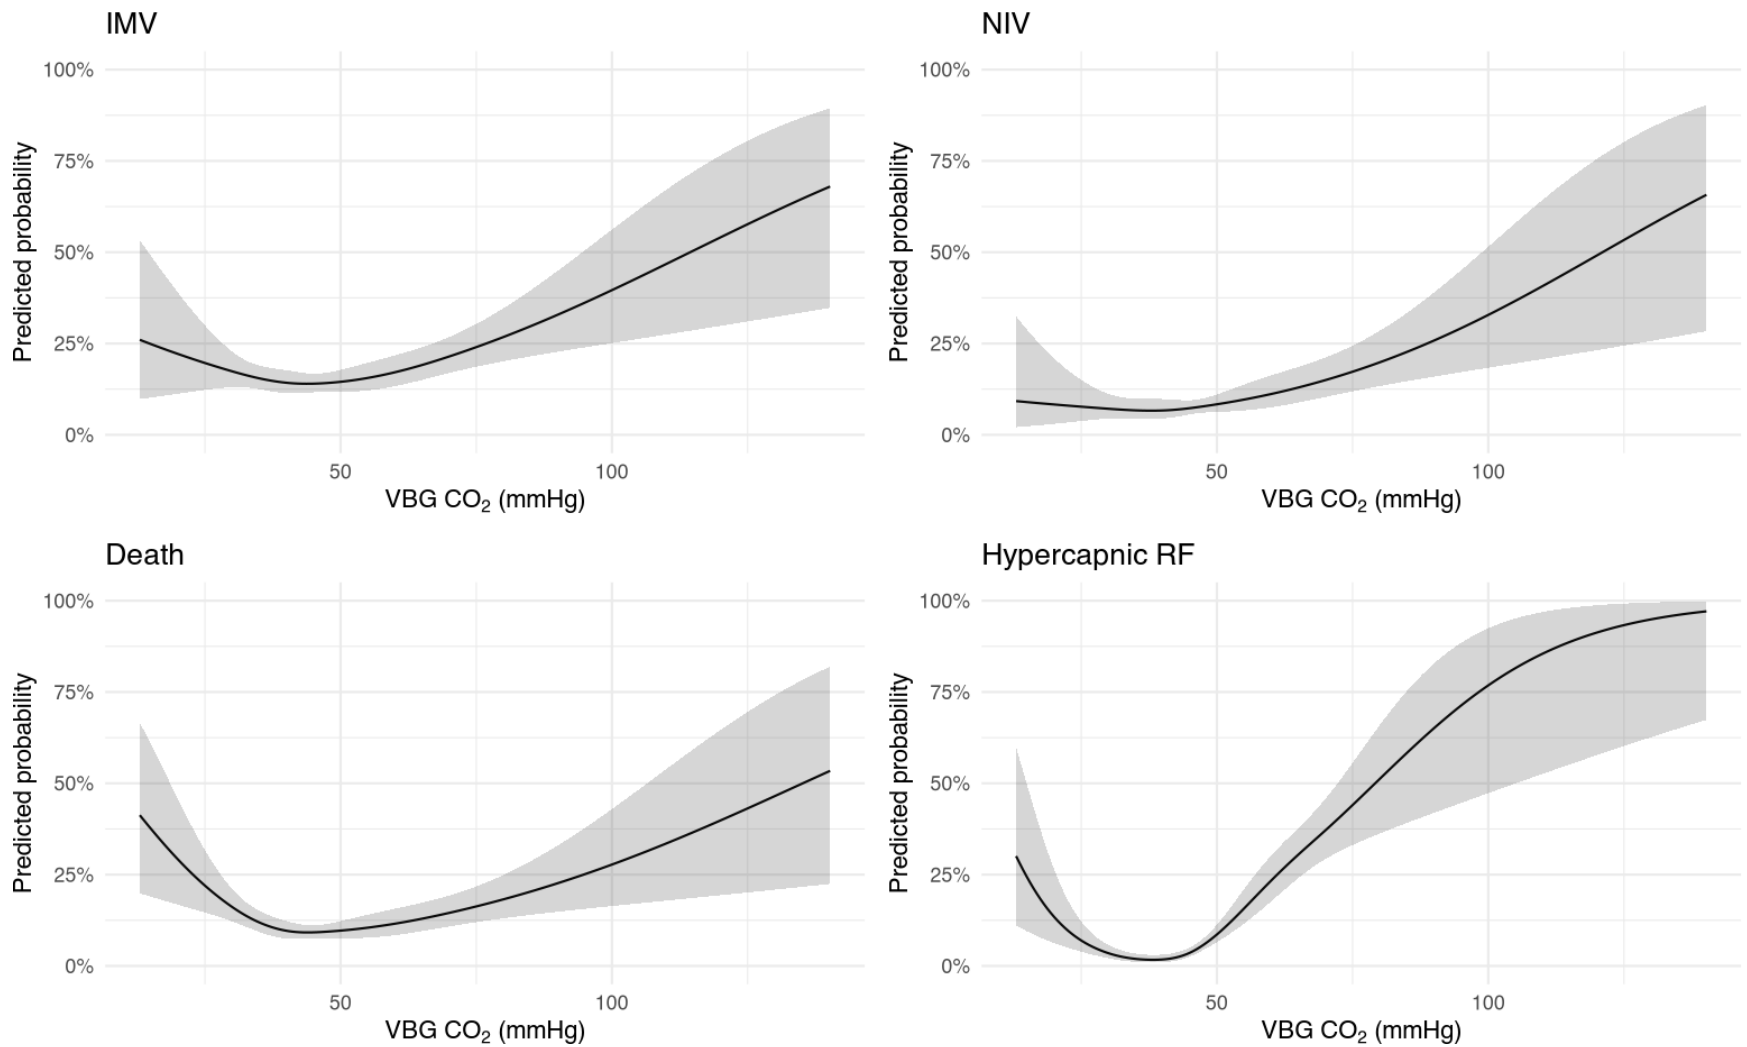 IMV
100%
75%
50%
25%
0%
Predicted probability
50
100
VBG CO₂ (mmHg)
NIV
100%
75%
50%
25%
0%
Predicted probability
50
100
VBG CO₂ (mmHg)
Death
100%
75%
50%
25%
0%
Predicted probability
50
100
VBG CO₂ (mmHg)
Hypercapnic RF
100%
75%
50%
25%
0%
Predicted probability
50
100
VBG CO₂ (mmHg)